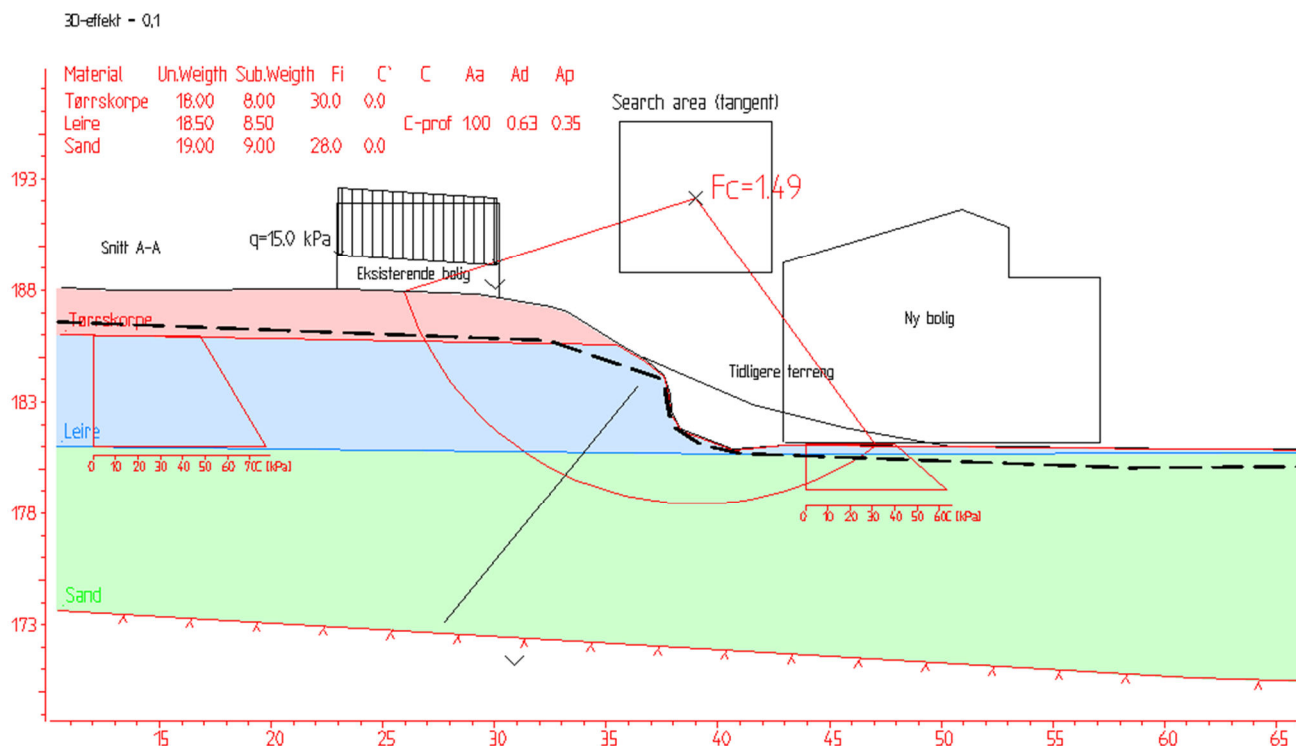 3D-effekt - 0,1
Material Un.Weigth Sub.Weigth Fi C` C Aa Ad Ap
Tørrskorpe 18.00 8.00 30.0 0.0
Leire 18.50 8.50 C-prof 1.00 0.63 0.35
Sand 19.00 9.00 28.0 0.0
Search area (tangent)
193
Fc=1.49
Snitt A-A
q=15.0 kPa
Eksisterende bolig
188
Tørrskorpe
Ny bolig
Tidligere terreng
183
Leire
0 10 20 30 40 50 60 70C [kPa]
0 10 20 30 40 50 60C [kPa]
178
Sand
173
15 20 25 30 35 40 45 50 55 60 65